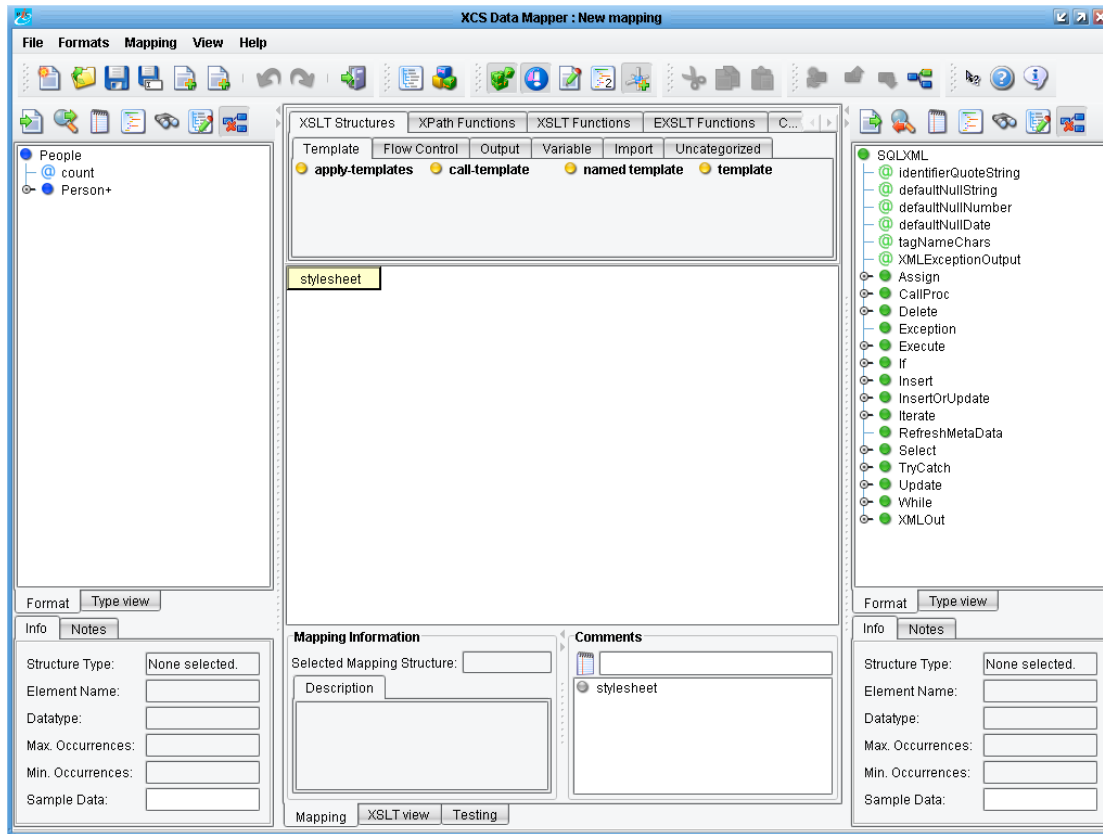 XCS Data Mapper : New mapping
File Formats Mapping View Help
XSLT Structures XPath Functions XSLT Functions EXSLT Functions C...
Template Flow Control Output Variable Import Uncategorized
apply-templates call-template named template template
stylesheet
People
@ count
Person+
Format Type view
Info Notes
Structure Type: None selected.
Element Name:
Datatype:
Max. Occurrences:
Min. Occurrences:
Sample Data:
Mapping Information
Selected Mapping Structure:
Description
Comments
stylesheet
Mapping XSLT view Testing
SQLXML
@ identifierQuoteString
@ defaultNullString
@ defaultNullNumber
@ defaultNullDate
@ tagNameChars
@ XMLExceptionOutput
Assign
CallProc
Delete
Exception
Execute
If
Insert
InsertOrUpdate
Iterate
RefreshMetaData
Select
TryCatch
Update
While
XMLOut
Format Type view
Info Notes
Structure Type: None selected.
Element Name:
Datatype:
Max. Occurrences:
Min. Occurrences:
Sample Data: